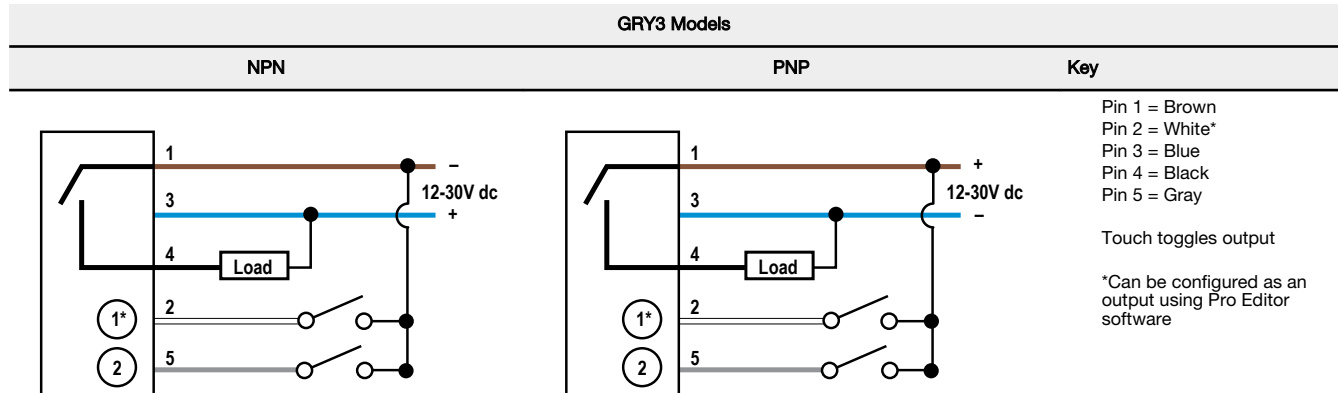 GRY3 Models
NPN
PNP
Key
1
–
12-30V dc
3
+
4
Load
1*
2
2
5
1
+
12-30V dc
3
–
4
Load
1*
2
2
5
Pin 1 = Brown
Pin 2 = White*
Pin 3 = Blue
Pin 4 = Black
Pin 5 = Gray
Touch toggles output
*Can be configured as an
output using Pro Editor
software